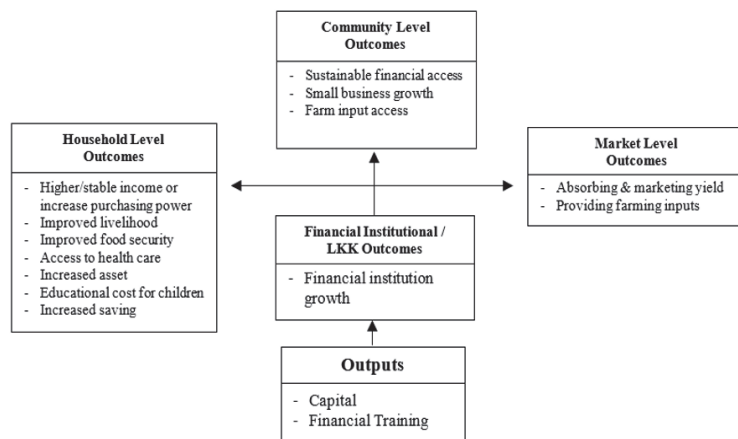 Community Level
Outcomes
- Sustainable financial access
- Small business growth
- Farm input access
Household Level
Outcomes
- Higher/stable income or
increase purchasing power
- Improved livelihood
- Improved food security
- Access to health care
- Increased asset
- Educational cost for children
- Increased saving
Market Level
Outcomes
- Absorbing & marketing yield
- Providing farming inputs
Financial Institutional /
LKK Outcomes
- Financial institution
growth
Outputs
- Capital
- Financial Training